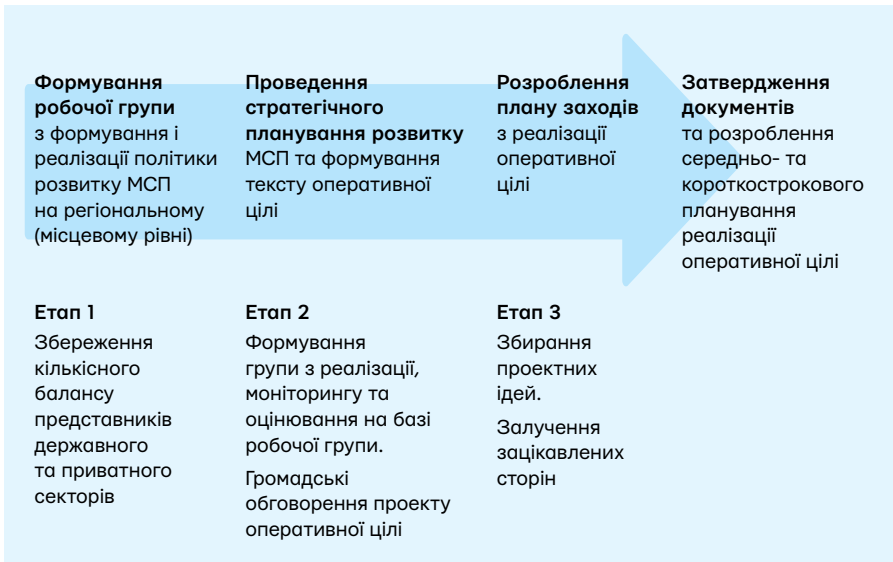 Формування
робочої групи
з формування і
реалізації політики
розвитку МСП
на регіональному
(місцевому рівні)
Проведення
стратегічного
планування розвитку
МСП та формування
тексту оперативної
цілі
Розроблення
плану заходів
з реалізації
оперативної
цілі
Затвердження
документів
та розроблення
середньо- та
короткострокового
планування
реалізації
оперативної цілі
Етап 1
Збереження
кількісного
балансу
представників
державного
та приватного
секторів
Етап 2
Формування
групи з реалізації,
моніторингу та
оцінювання на базі
робочої групи.
Громадські
обговорення проекту
оперативної цілі
Етап 3
Збирання
проектних
ідей.
Залучення
зацікавлених
сторін